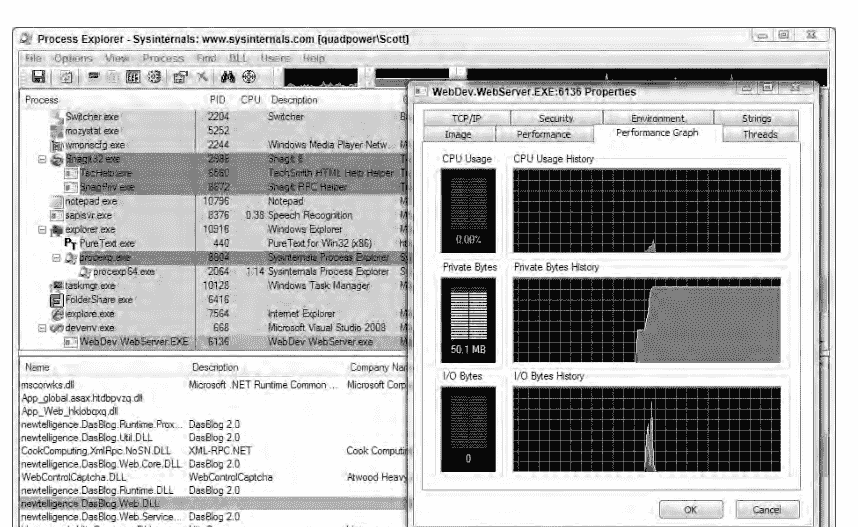 Process Explorer - Sysinternals: www.sysinternals.com [quadpower\Scott]
File Options View Process Find DLL Users Help
Process PID CPU Description
Switcher.exe 2204 Switcher
mozystat.exe 5252
wmpnscfg.exe 2244 Windows Media Player Netw...
SnagIt32.exe 2988 SnagIt 8
TscHelp.exe 6560 TechSmith HTML Help Helper
SnagPriv.exe 8672 SnagIt RPC Helper
notepad.exe 10796 Notepad
sapisvr.exe 8376 0.38 Speech Recognition
explorer.exe 10916 Windows Explorer
PureText.exe 440 PureText for Win32 (x86)
procexp.exe 8604 Sysinternals Process Explorer
procexp64.exe 2064 1.14 Sysinternals Process Explorer
taskmgr.exe 10128 Windows Task Manager
FolderShare.exe 6416
iexplore.exe 7564 Internet Explorer
devenv.exe 668 Microsoft Visual Studio 2008
WebDev.WebServer.EXE 6136 WebDev.WebServer.exe
Name Description Company Nam
mscorwks.dll Microsoft .NET Runtime Common ... Microsoft Corp
App_global.asax.htdbpvzq.dll
App_Web_hkiobqxq.dll
newtelligence.DasBlog.Runtime.Prox... DasBlog 2.0
newtelligence.DasBlog.Util.DLL DasBlog 2.0
CookComputing.XmlRpc.NoSN.DLL XML-RPC.NET Cook Computin
newtelligence.DasBlog.Web.Core.DLL DasBlog 2.0
WebControlCaptcha.DLL WebControlCaptcha Atwood Heavy
newtelligence.DasBlog.Runtime.DLL DasBlog 2.0
newtelligence.DasBlog.Web.DLL
newtelligence.DasBlog.Web.Service... DasBlog 2.0
WebDev.WebServer.EXE:6136 Properties
TCP/IP Security Environment Strings
Image Performance Performance Graph Threads
CPU Usage CPU Usage History
0.00%
Private Bytes Private Bytes History
50.1 MB
I/O Bytes I/O Bytes History
0
OK Cancel